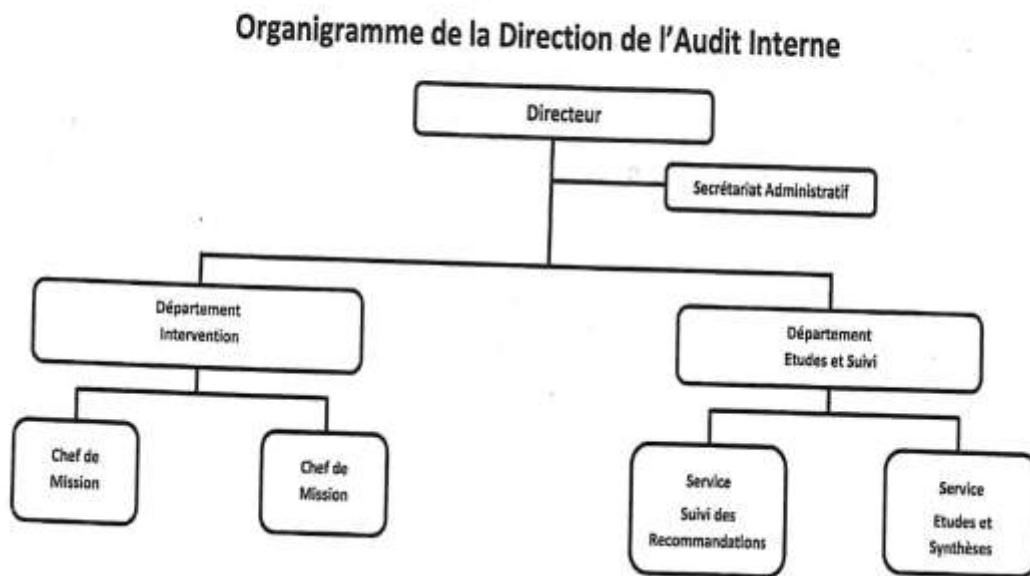 Organigramme de la Direction de l'Audit Interne
Directeur
Secrétariat Administratif
Département
Intervention
Département
Etudes et Suivi
Chef de
Mission
Chef de
Mission
Service
Suivi des
Recommandations
Service
Etudes et
Synthèses